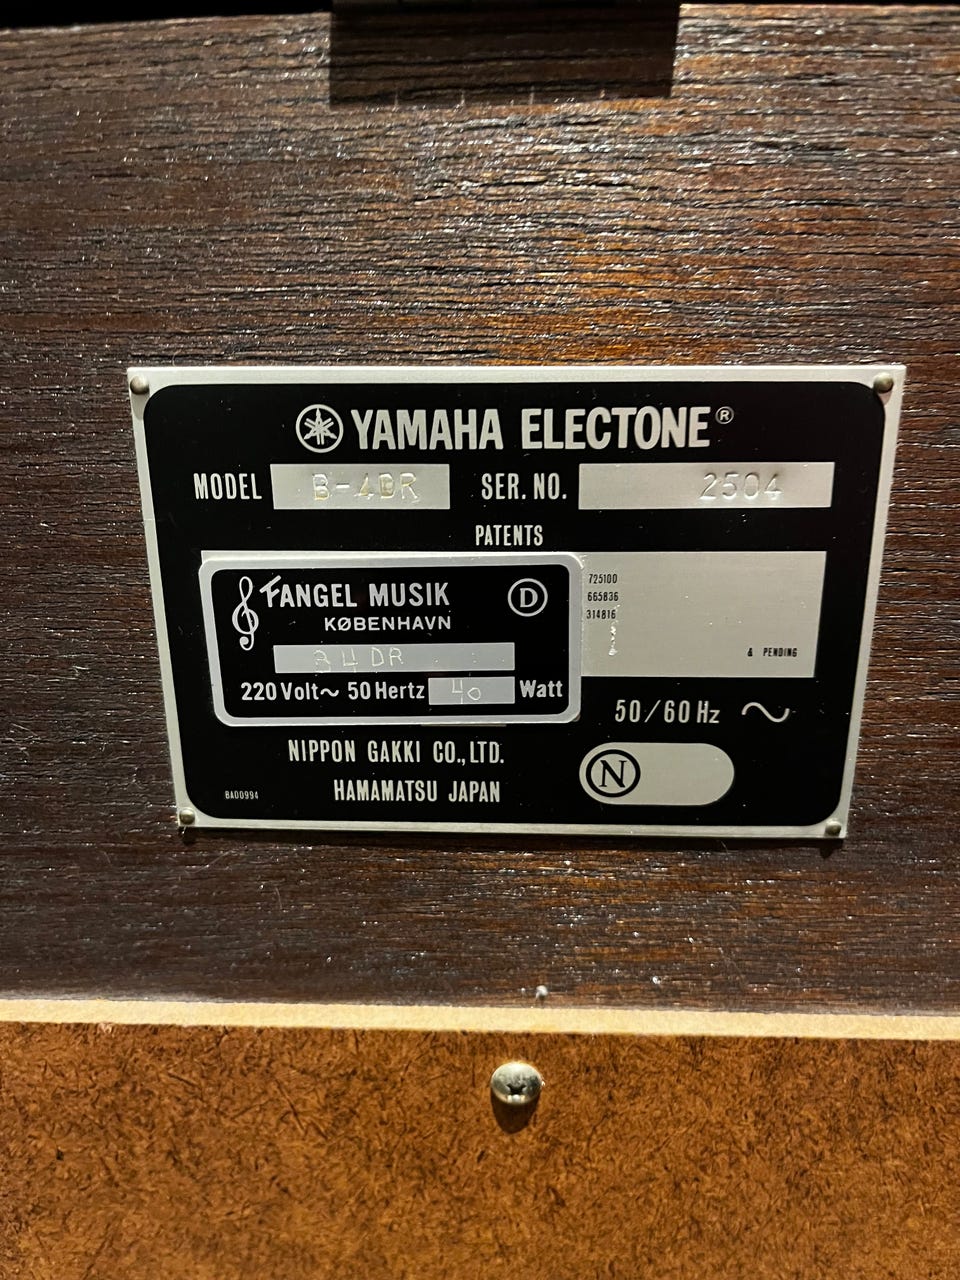 YAMAHA ELECTONE®
MODEL B-4DR SER. NO. 2504
PATENTS
725100
665836
314816
1
& PENDING
FANGEL MUSIK D
KØBENHAVN
B4DR
220 Volt~ 50 Hertz 40 Watt
50/60 Hz ~
NIPPON GAKKI CO., LTD.
HAMAMATSU JAPAN
N
BA00994